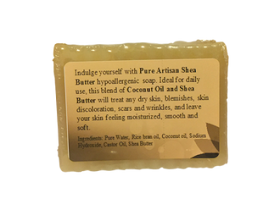 Indulge yourself with Pure Artisan Shea
Butter hypoallergenic soap. Ideal for daily
use, this blend of Coconut Oil and Shea
Butter will treat any dry skin, blemishes, skin
discoloration, scars and wrinkles, and leave
your skin feeling moisturized, smooth and
soft.
Ingredients: Pure Water, Rice bran oil, Coconut oil, Sodium
Hydroxide, Castor Oil, Shea Butter